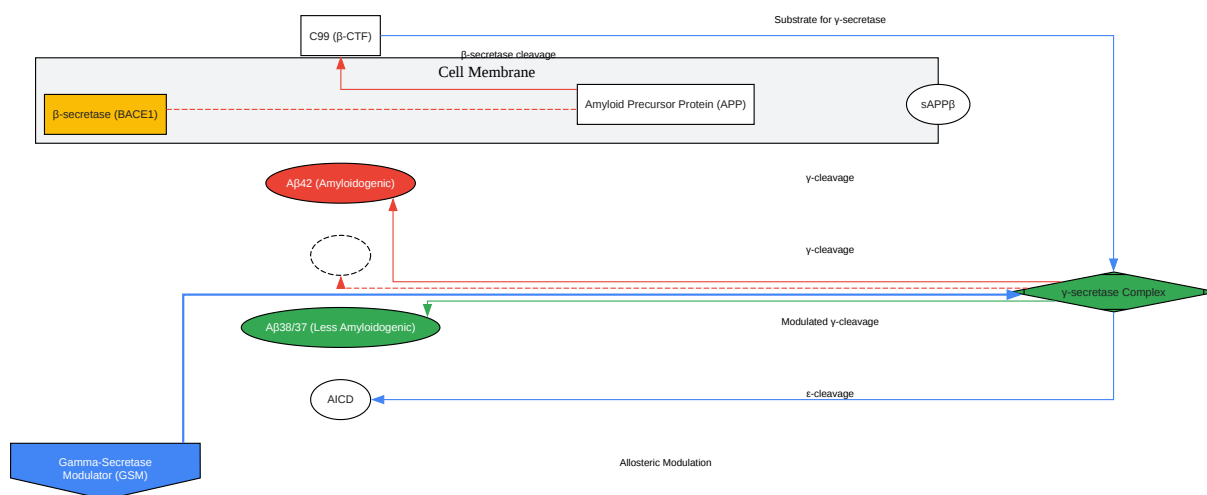 Substrate for γ-secretase
C99 (β-CTF)
β-secretase cleavage
Cell Membrane
β-secretase (BACE1)
Amyloid Precursor Protein (APP)
sAPPβ
Aβ42 (Amyloidogenic)
γ-cleavage
γ-cleavage
γ-secretase Complex
Aβ38/37 (Less Amyloidogenic)
Modulated γ-cleavage
AICD
ε-cleavage
Gamma-Secretase
Modulator (GSM)
Allosteric Modulation